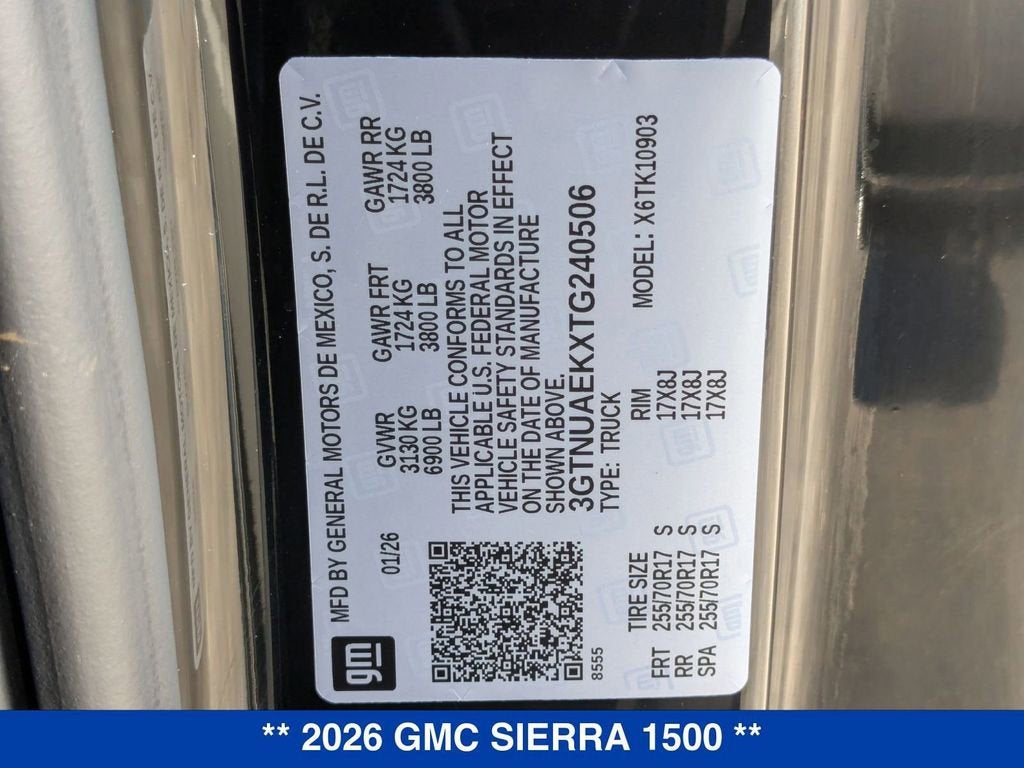 gm
MFD BY GENERAL MOTORS DE MEXICO, S. DE R.L. DE C.V.
01/26 GVWR GAWR FRT GAWR RR
3130 KG 1724 KG 1724 KG
6900 LB 3800 LB 3800 LB
THIS VEHICLE CONFORMS TO ALL
APPLICABLE U.S. FEDERAL MOTOR
VEHICLE SAFETY STANDARDS IN EFFECT
ON THE DATE OF MANUFACTURE
SHOWN ABOVE.
3GTNUAEKXTG240506
8555 TYPE: TRUCK MODEL: X6TK10903
TIRE SIZE RIM
FRT 255/70R17 S 17X8J
RR 255/70R17 S 17X8J
SPA 255/70R17 S 17X8J
** 2026 GMC SIERRA 1500 **